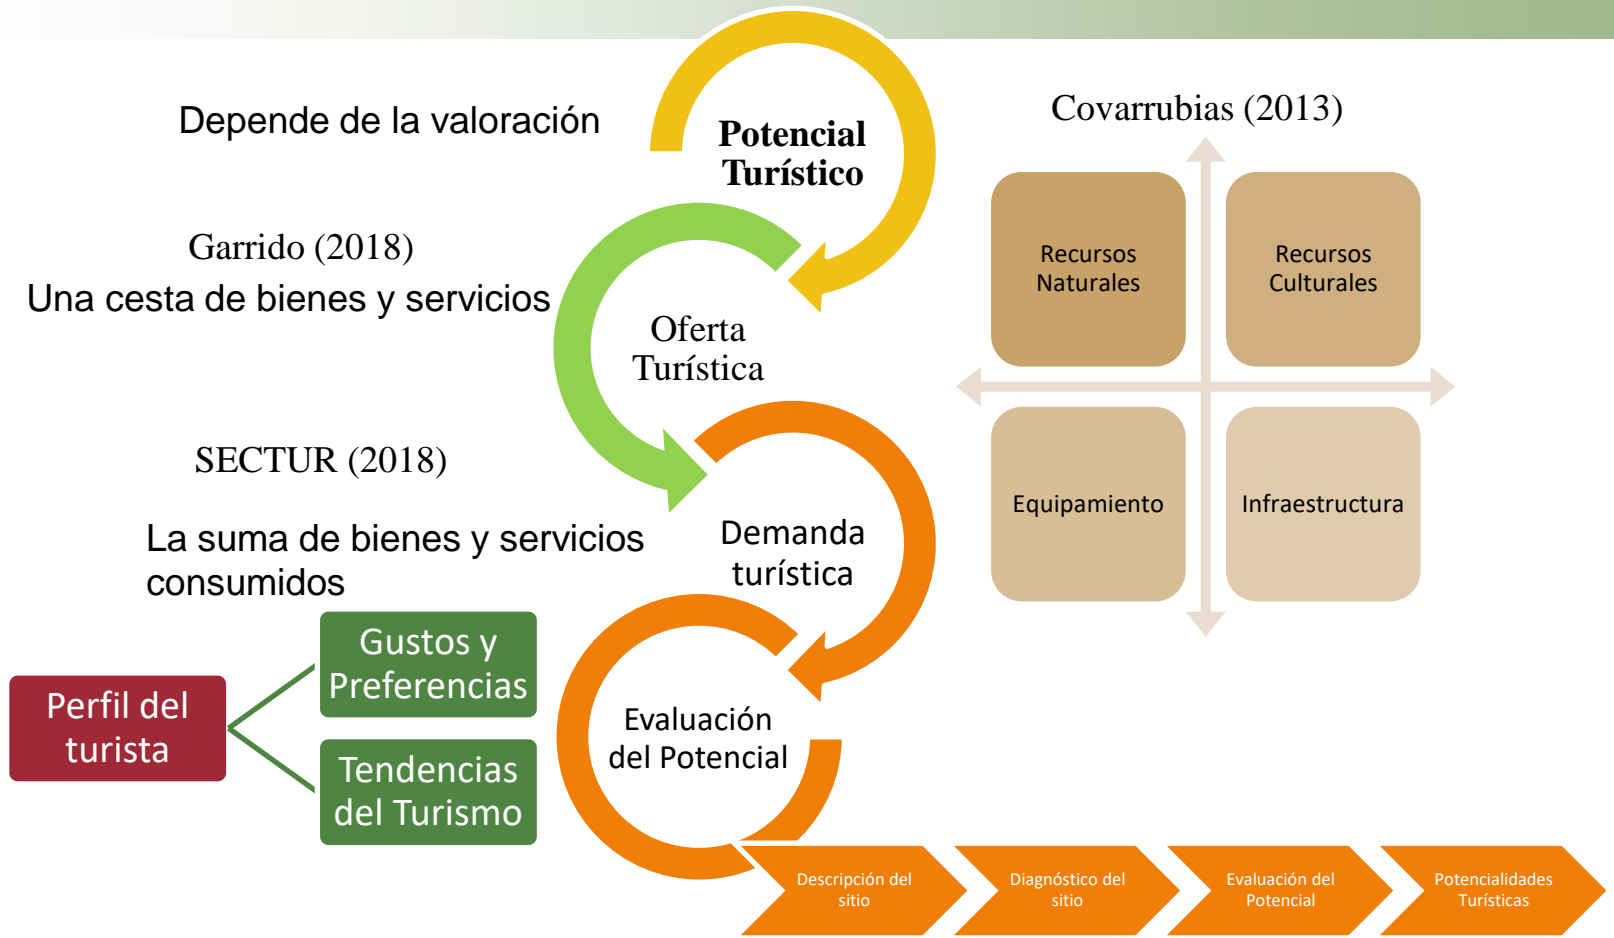 Depende de la valoración
Potencial
Turístico
Covarrubias (2013)
Recursos
Naturales
Recursos
Culturales
Equipamiento
Infraestructura
Garrido (2018)
Una cesta de bienes y servicios
Oferta
Turística
SECTUR (2018)
La suma de bienes y servicios
consumidos
Demanda
turística
Perfil del
turista
Gustos y
Preferencias
Tendencias
del Turismo
Evaluación
del Potencial
Descripción del
sitio
Diagnóstico del
sitio
Evaluación del
Potencial
Potencialidades
Turísticas